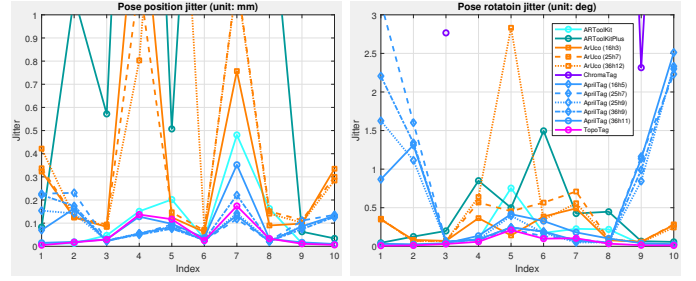 Pose position jitter (unit: mm)
1
0.9
0.8
0.7
0.6
0.5
0.4
0.3
0.2
0.1
0
Jitter
1 2 3 4 5 6 7 8 9 10
Index
Pose rotatoin jitter (unit: deg)
3
2.5
2
1.5
1
0.5
0
Jitter
1 2 3 4 5 6 7 8 9 10
Index
ARToolKit
ARToolKitPlus
ArUco (16h3)
ArUco (25h7)
ArUco (36h12)
ChromaTag
AprilTag (16h5)
AprilTag (25h7)
AprilTag (25h9)
AprilTag (36h9)
AprilTag (36h11)
TopoTag